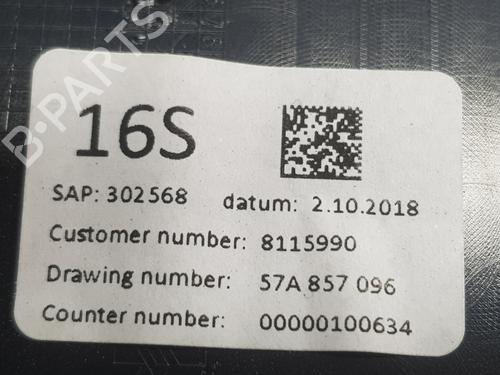 16S
SAP: 302568 datum: 2.10.2018
Customer number: 8115990
Drawing number: 57A 857 096
Counter number: 00000100634
B-PARTS